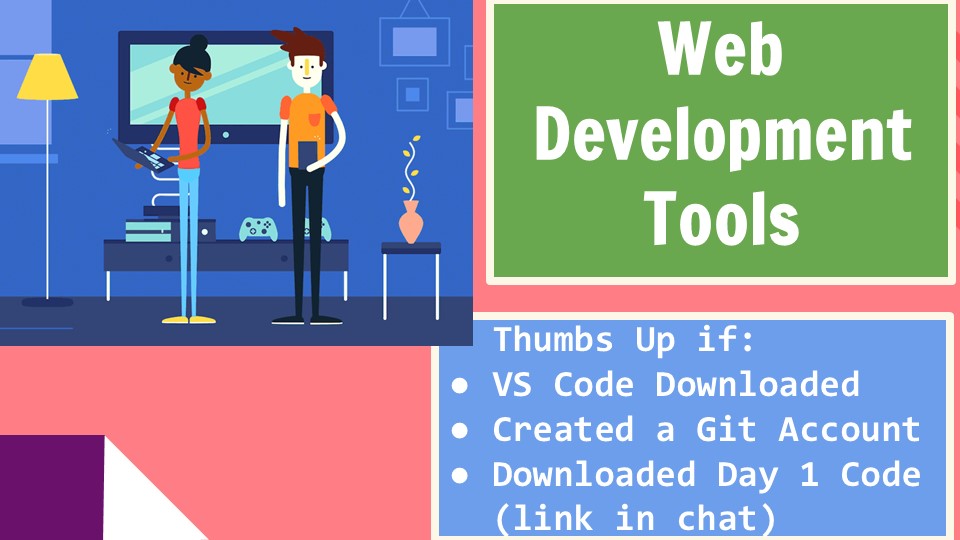 Web
Development
Tools
Thumbs Up if:
● VS Code Downloaded
● Created a Git Account
● Downloaded Day 1 Code
(link in chat)